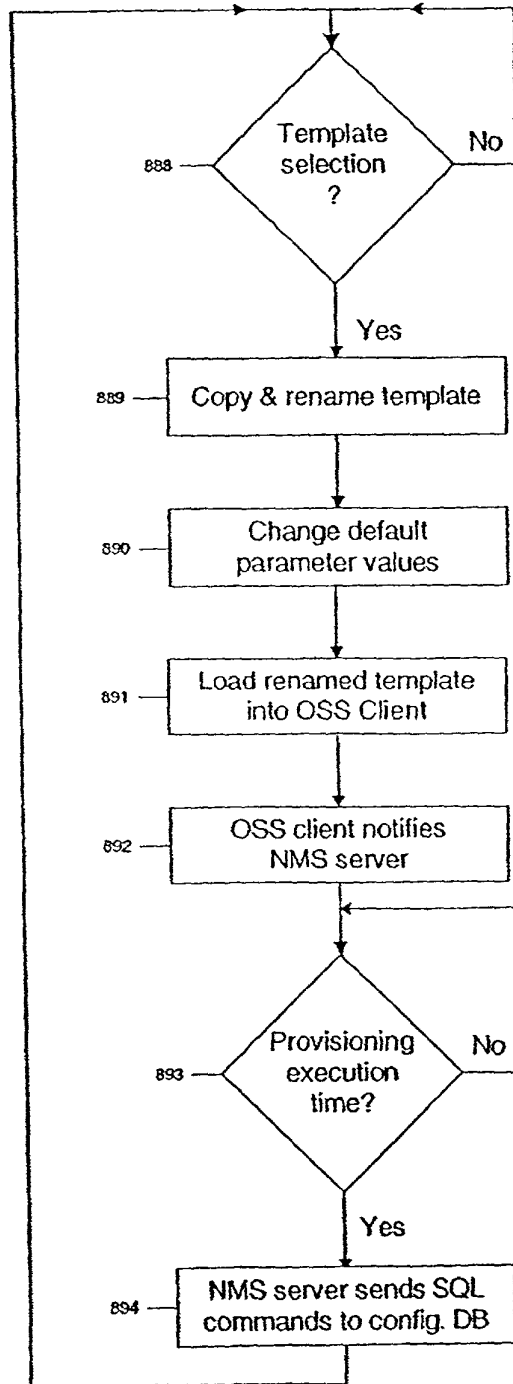 Template
selection
?
888
No
Yes
889
Copy & rename template
890
Change default
parameter values
891
Load renamed template
into OSS Client
892
OSS client notifies
NMS server
893
Provisioning
execution
time?
No
Yes
894
NMS server sends SQL
commands to config. DB